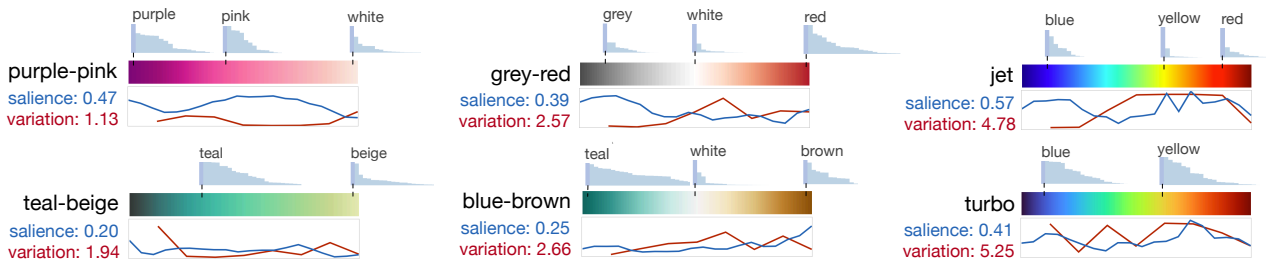 purple pink white
purple-pink
salience: 0.47
variation: 1.13
grey white red
grey-red
salience: 0.39
variation: 2.57
blue yellow red
jet
salience: 0.57
variation: 4.78
teal beige
teal-beige
salience: 0.20
variation: 1.94
teal white brown
blue-brown
salience: 0.25
variation: 2.66
blue yellow
turbo
salience: 0.41
variation: 5.25